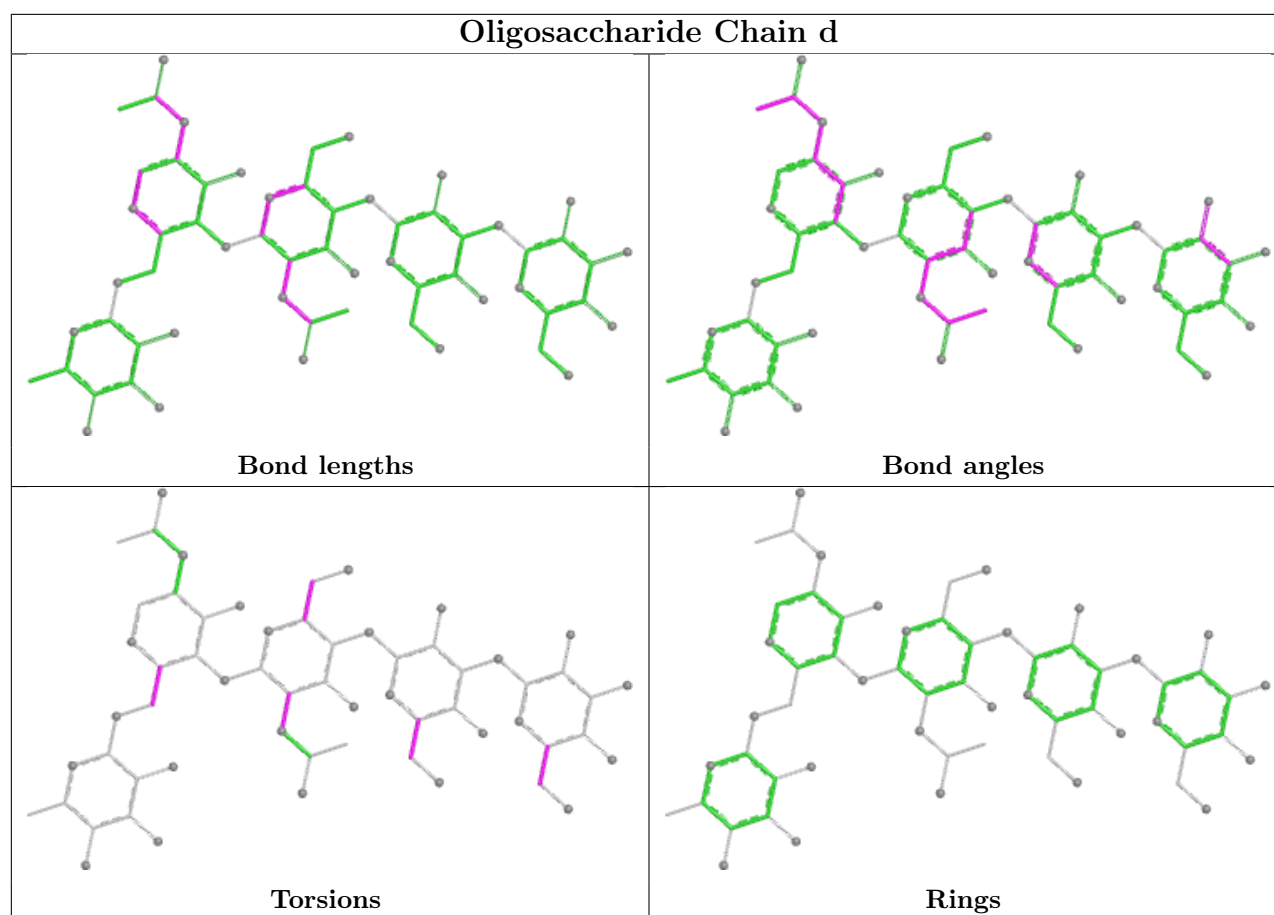 Oligosaccharide Chain d
Bond lengths
Bond angles
Torsions
Rings